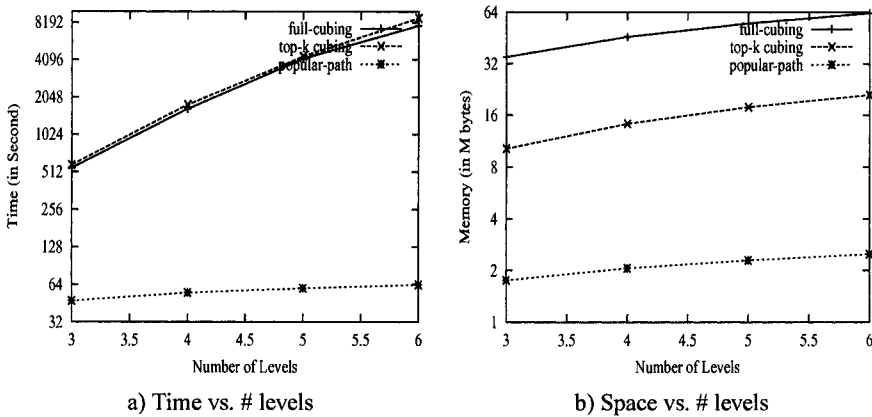 8192
4096
2048
1024
512
256
128
64
32
Time (in Second)
full-cubing
top-k cubing
popular-path
3
3.5
4
4.5
5
5.5
6
Number of Levels
a) Time vs. # levels
64
32
16
8
4
2
1
Memory (in M bytes)
full-cubing
top-k cubing
popular-path
3
3.5
4
4.5
5
5.5
6
Number of Levels
b) Space vs. # levels